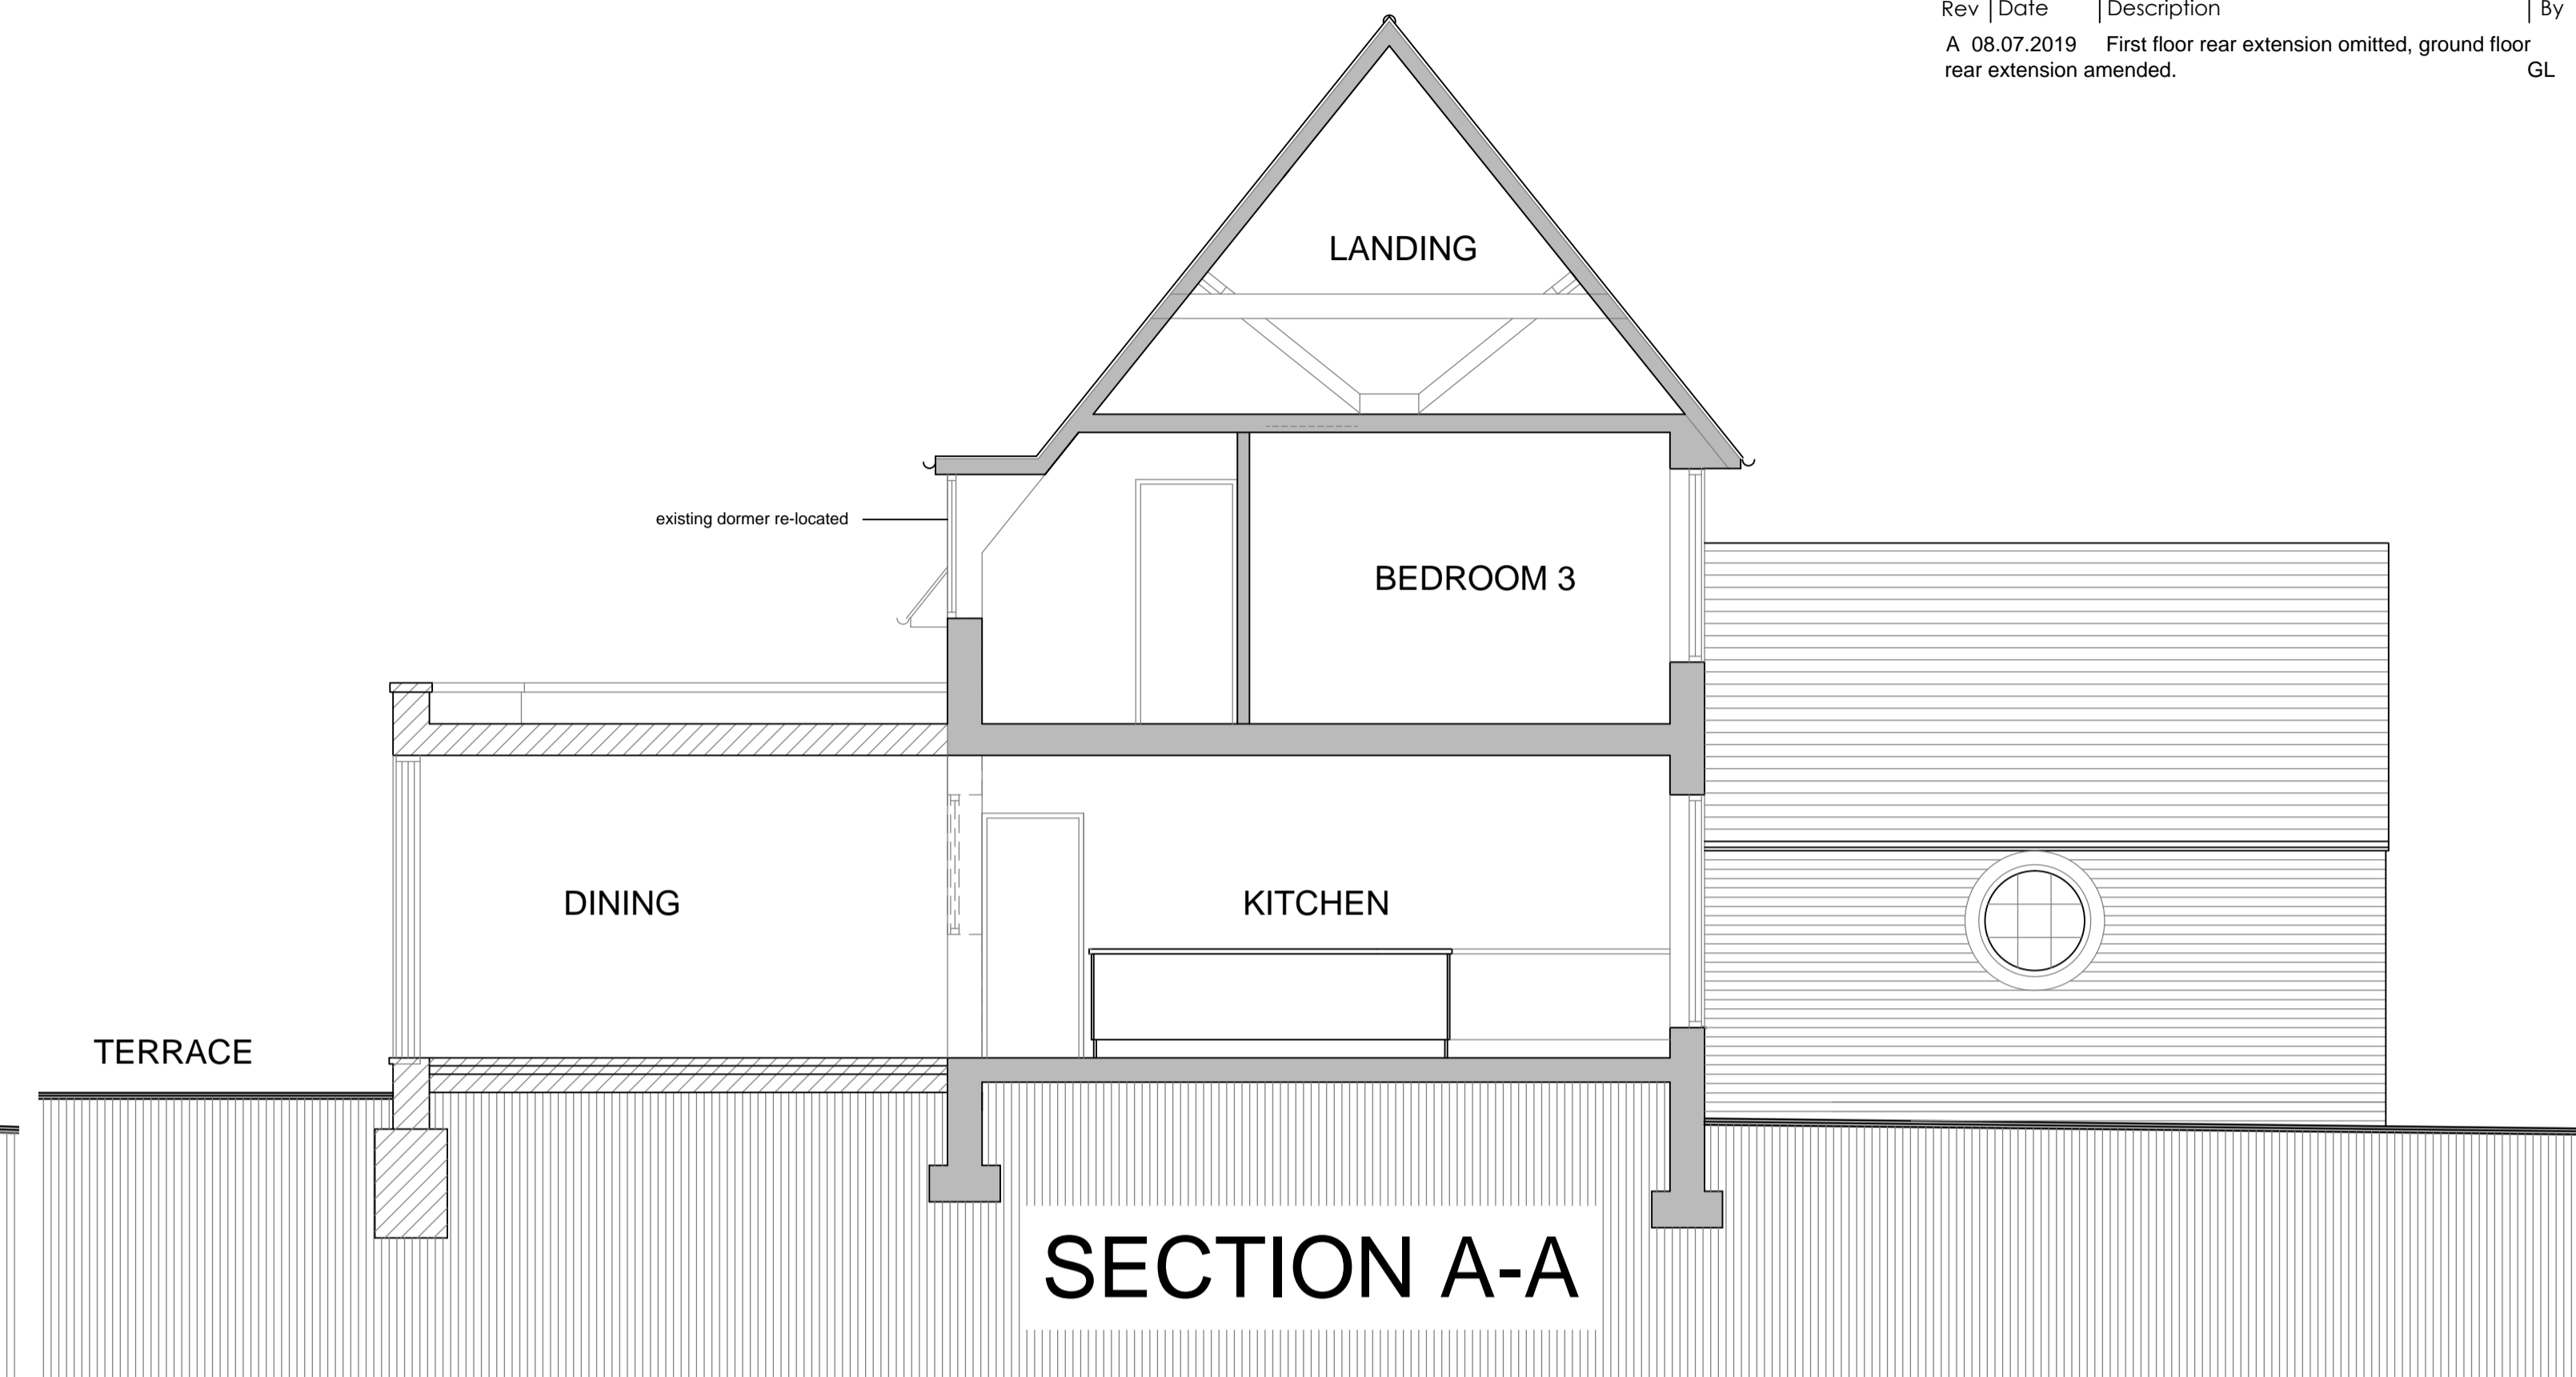 Rev | Date | Description | By
A 08.07.2019 First floor rear extension omitted, ground floor
rear extension amended. GL
LANDING
existing dormer re-located
BEDROOM 3
DINING
KITCHEN
TERRACE
SECTION A-A